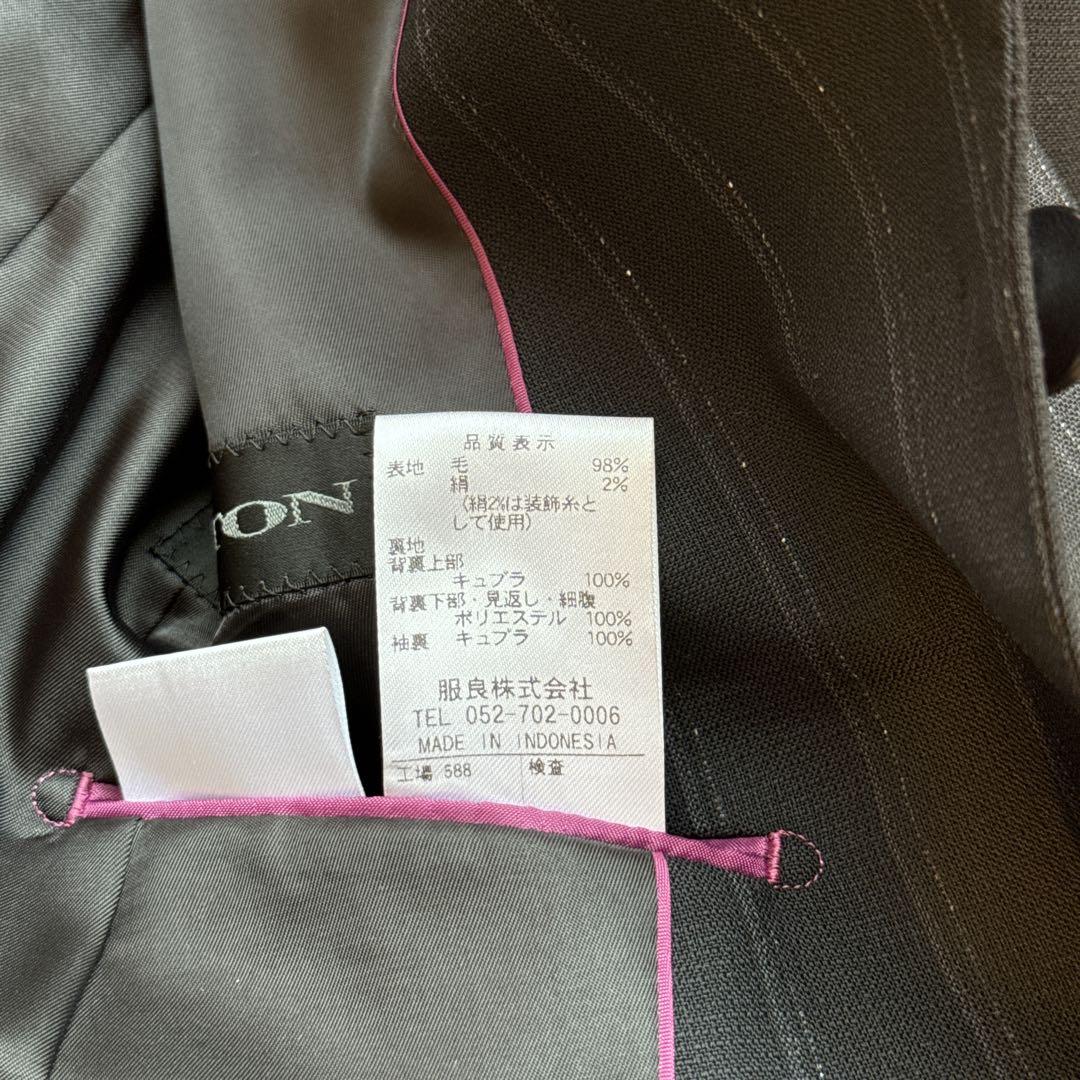 TON
品質表示
表地 毛 98%
絹 2%
(絹2%は装飾糸と
して使用)
裏地
背裏上部
キュプラ 100%
背裏下部・見返し・細腹
ポリエステル 100%
袖裏 キュプラ 100%
服良株式会社
TEL 052-702-0006
MADE IN INDONESIA
工場 588 検査